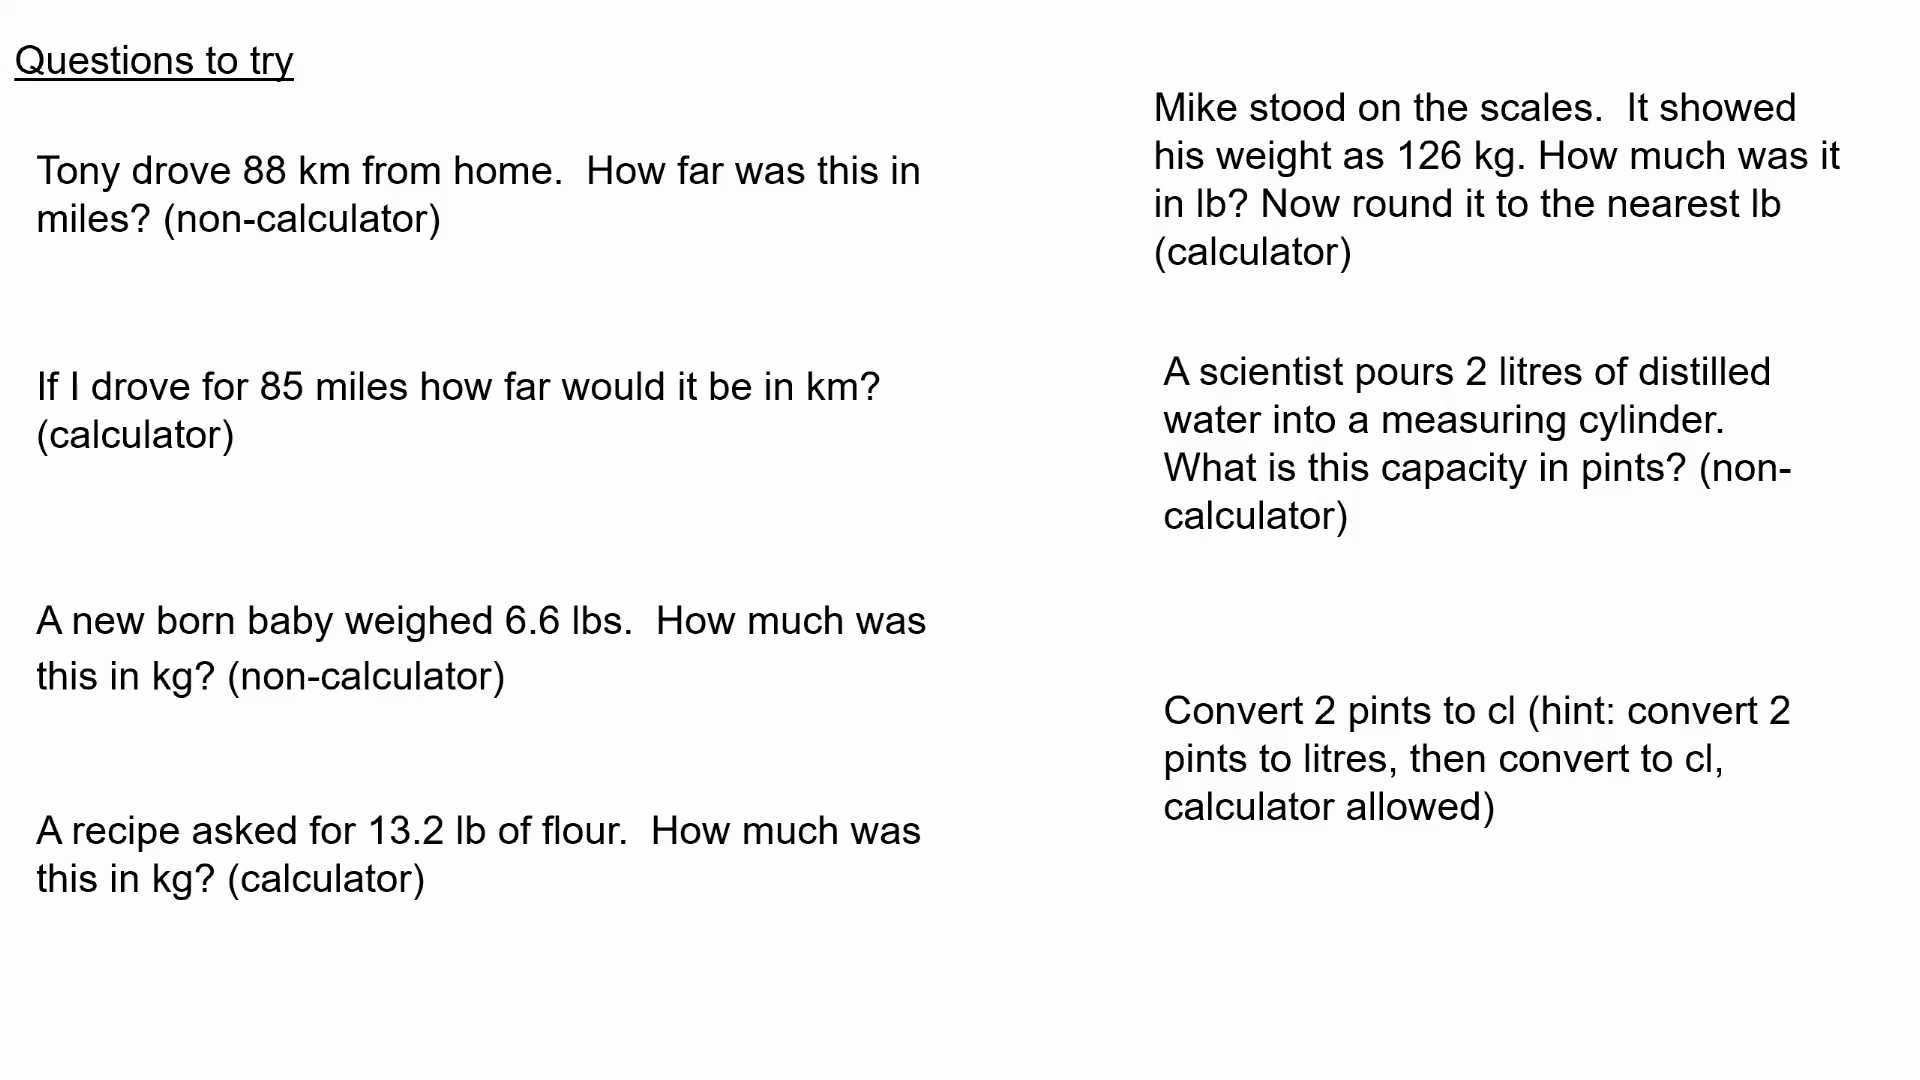 Questions to try
Tony drove 88 km from home.  How far was this in
miles? (non-calculator)
If I drove for 85 miles how far would it be in km?
(calculator)
A new born baby weighed 6.6 lbs.  How much was
this in kg? (non-calculator)
A recipe asked for 13.2 lb of flour.  How much was
this in kg? (calculator)
Mike stood on the scales.  It showed
his weight as 126 kg. How much was it
in lb? Now round it to the nearest lb
(calculator)
A scientist pours 2 litres of distilled
water into a measuring cylinder.
What is this capacity in pints? (non-
calculator)
Convert 2 pints to cl (hint: convert 2
pints to litres, then convert to cl,
calculator allowed)